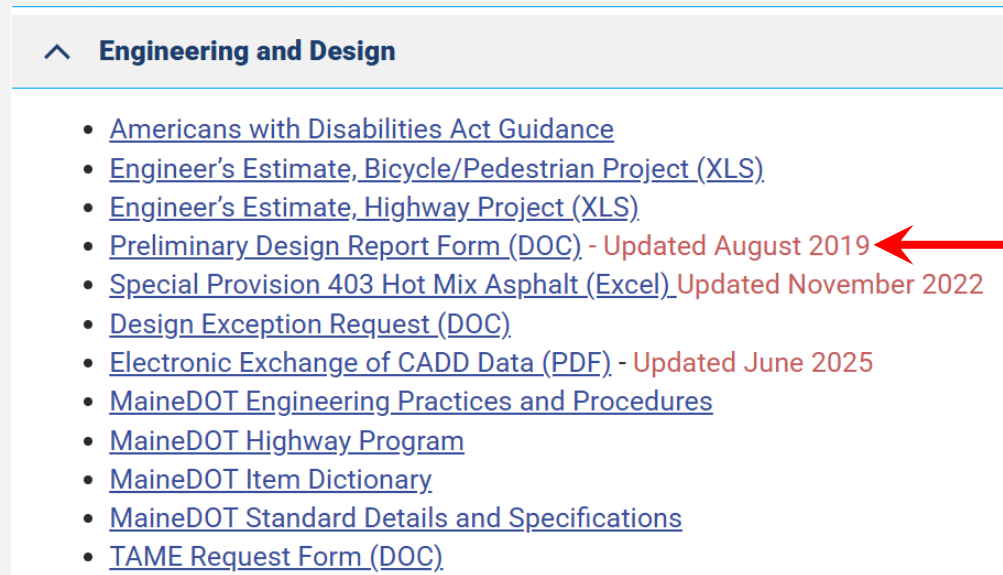 Engineering and Design
Americans with Disabilities Act Guidance
Engineer’s Estimate, Bicycle/Pedestrian Project (XLS)
Engineer’s Estimate, Highway Project (XLS)
Preliminary Design Report Form (DOC) - Updated August 2019
Special Provision 403 Hot Mix Asphalt (Excel) Updated November 2022
Design Exception Request (DOC)
Electronic Exchange of CADD Data (PDF) - Updated June 2025
MaineDOT Engineering Practices and Procedures
MaineDOT Highway Program
MaineDOT Item Dictionary
MaineDOT Standard Details and Specifications
TAME Request Form (DOC)